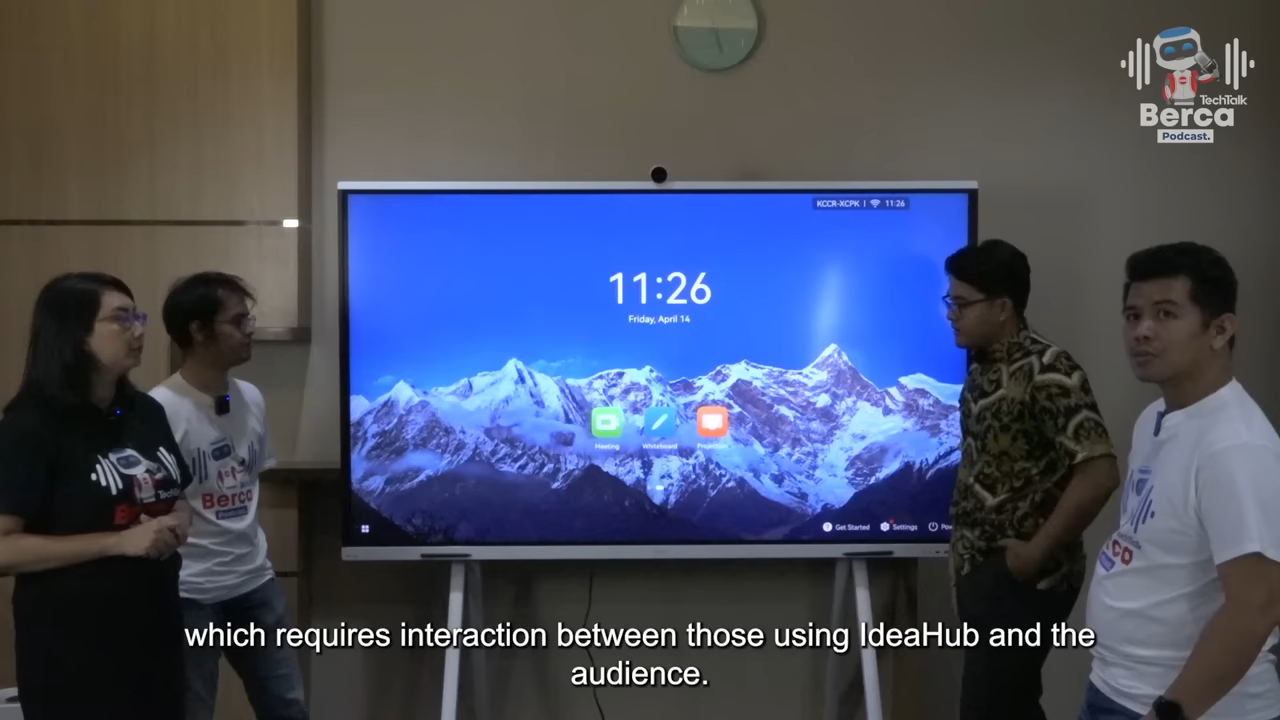 TechTalk
Berca
Podcast.
KCCR-XCPK | 11:26
11:26
Friday, April 14
Meeting
Whiteboard
Projection
Get Started
Settings
Pow
Berca
which requires interaction between those using IdeaHub and the
audience.